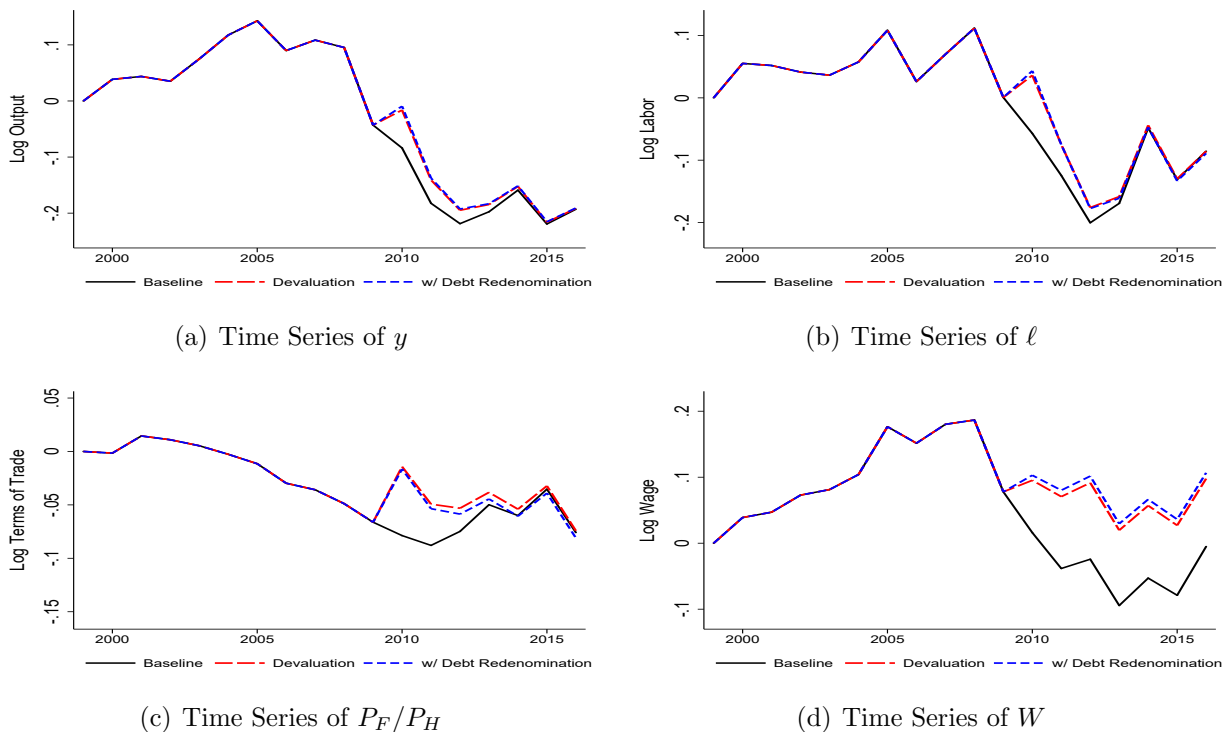 Log Output
.1
0
-.1
-.2
2000 2005 2010 2015
Baseline Devaluation w/ Debt Redenomination
(a) Time Series of y
Log Labor
.1
0
-.1
-.2
2000 2005 2010 2015
Baseline Devaluation w/ Debt Redenomination
(b) Time Series of ℓ
Log Terms of Trade
.05
0
-.05
-.1
-.15
2000 2005 2010 2015
Baseline Devaluation w/ Debt Redenomination
(c) Time Series of P_F/P_H
Log Wage
.2
.1
0
-.1
2000 2005 2010 2015
Baseline Devaluation w/ Debt Redenomination
(d) Time Series of W